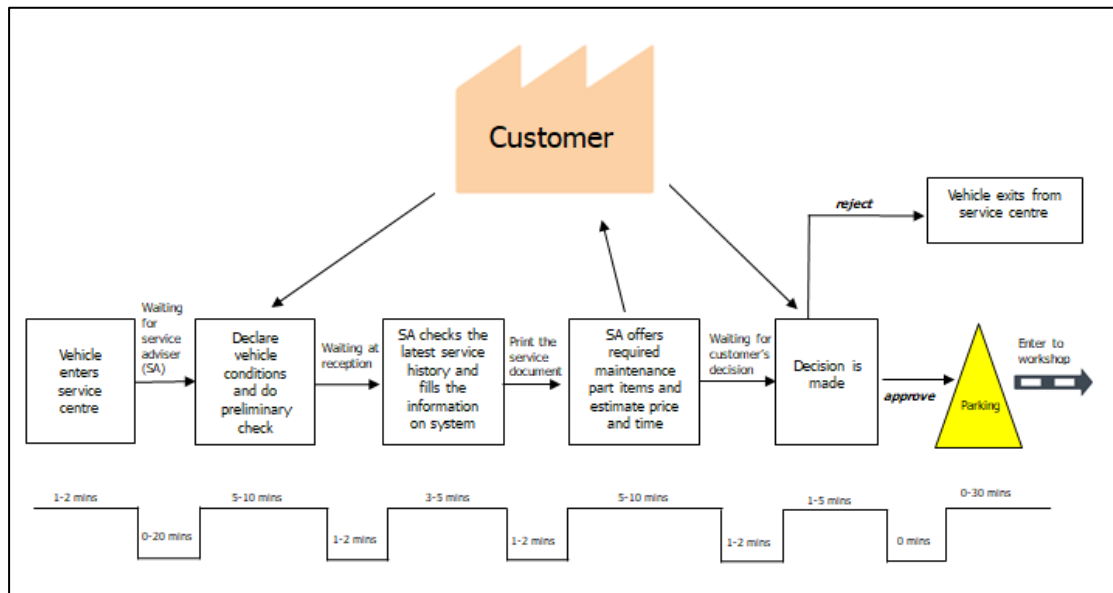 Customer
reject
Vehicle exits from
service centre
Waiting
for
service
adviser
(SA)
Vehicle
enters
service
centre
Declare
vehicle
conditions
and do
preliminary
check
Waiting at
reception
SA checks the
latest service
history and
fills the
information
on system
Print the
service
document
SA offers
required
maintenance
part items and
estimate price
and time
Waiting for
customer's
decision
Decision is
made
approve
Parking
Enter to
workshop
1-2 mins
0-20 mins
5-10 mins
1-2 mins
3-5 mins
1-2 mins
5-10 mins
1-2 mins
1-5 mins
0 mins
0-30 mins